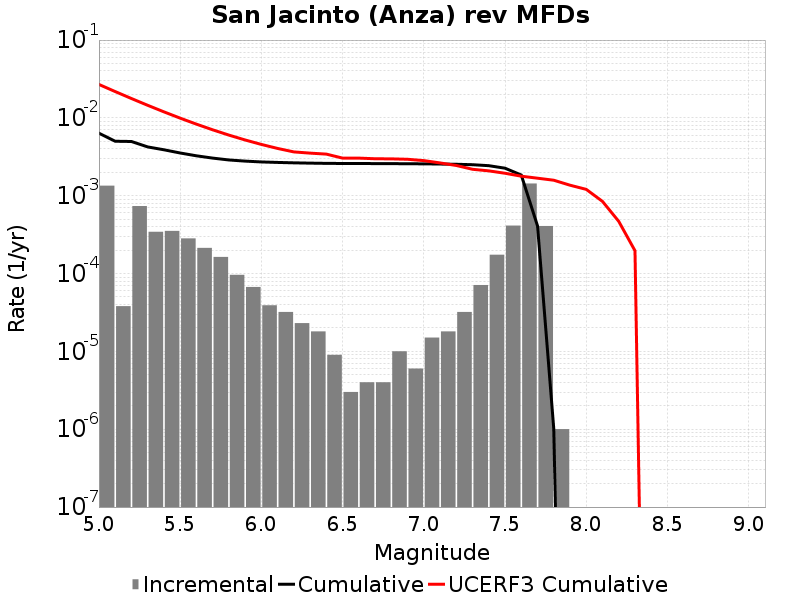 San Jacinto (Anza) rev MFDs
10-1
10-2
10-3
10-4
10-5
10-6
10-7
Rate (1/yr)
5.0 5.5 6.0 6.5 7.0 7.5 8.0 8.5 9.0
Magnitude
Incremental Cumulative UCERF3 Cumulative